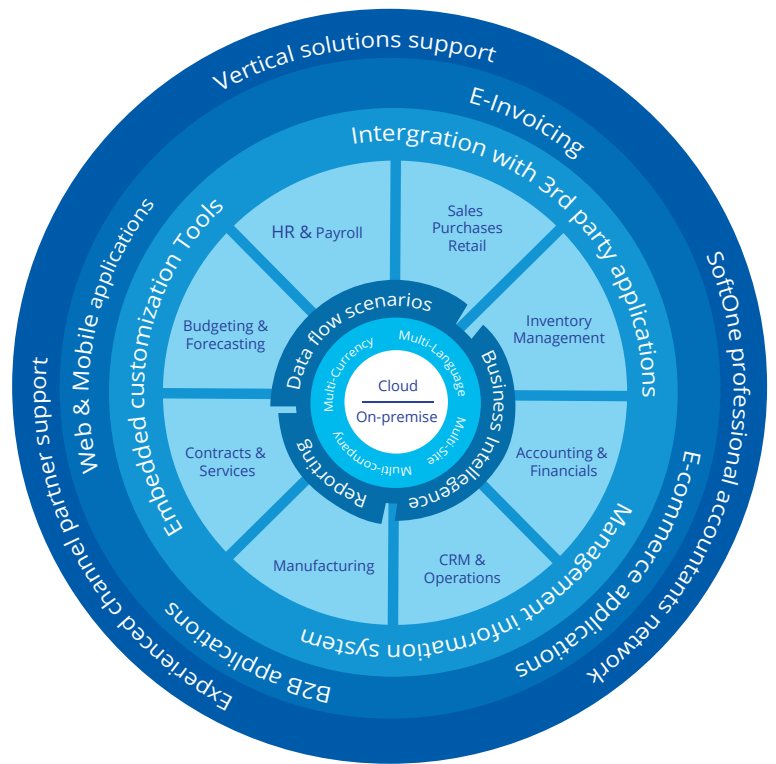 Vertical solutions support
SoftOne professional accountants network
Experienced channel partner support
E-Invoicing
E-commerce applications
B2B applications
Web & Mobile applications
Intergration with 3rd party applications
Management information system
Embedded customization Tools
HR & Payroll
Sales
Purchases
Retail
Inventory
Management
Accounting &
Financials
CRM &
Operations
Manufacturing
Contracts &
Services
Budgeting &
Forecasting
Data flow scenarios
Business Intellegence
Reporting
Multi-Currency
Multi-Language
Multi-Site
Multi-company
Cloud
On-premise